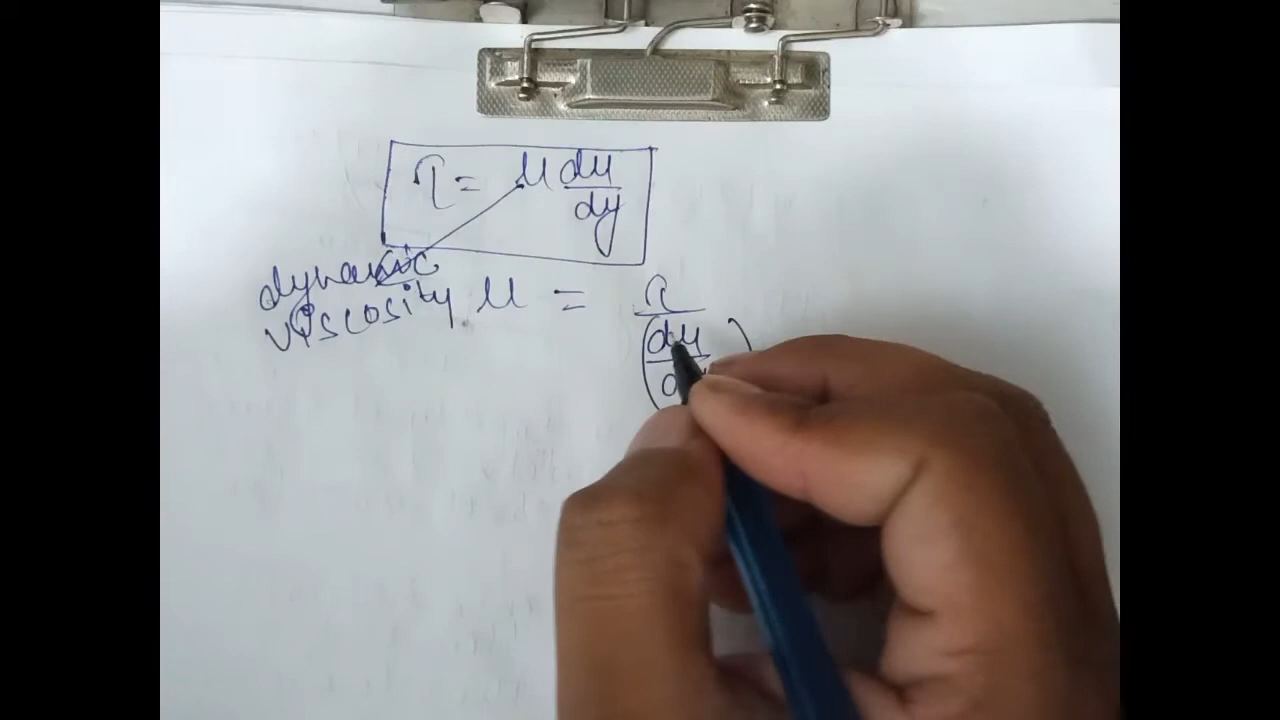 τ = μ du/dy
dynamic
viscosity μ = τ/(du/dy)